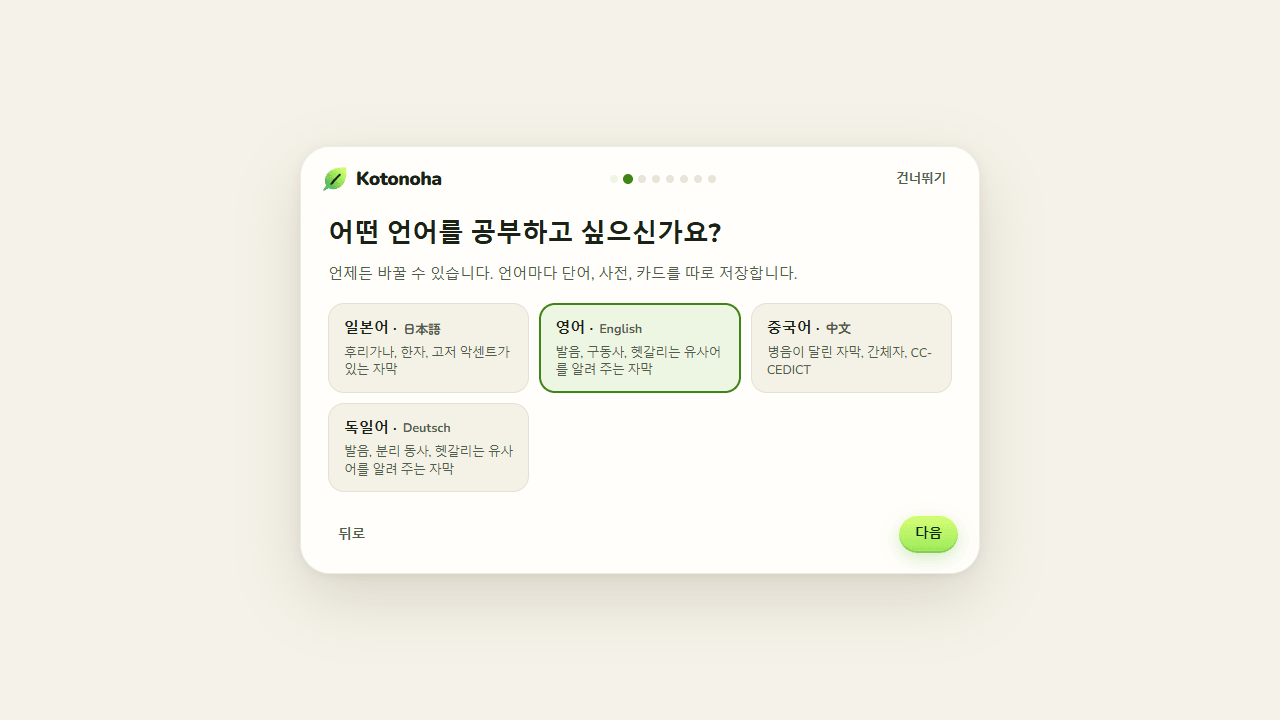 Kotonoha
건너뛰기
어떤 언어를 공부하고 싶으신가요?
언제든 바꿀 수 있습니다. 언어마다 단어, 사전, 카드를 따로 저장합니다.
일본어 · 日本語
후리가나, 한자, 고저 악센트가
있는 자막
영어 · English
발음, 구동사, 헷갈리는 유사어
를 알려 주는 자막
중국어 · 中文
병음이 달린 자막, 간체자, CC-
CEDICT
독일어 · Deutsch
발음, 분리 동사, 헷갈리는 유사
어를 알려 주는 자막
뒤로
다음